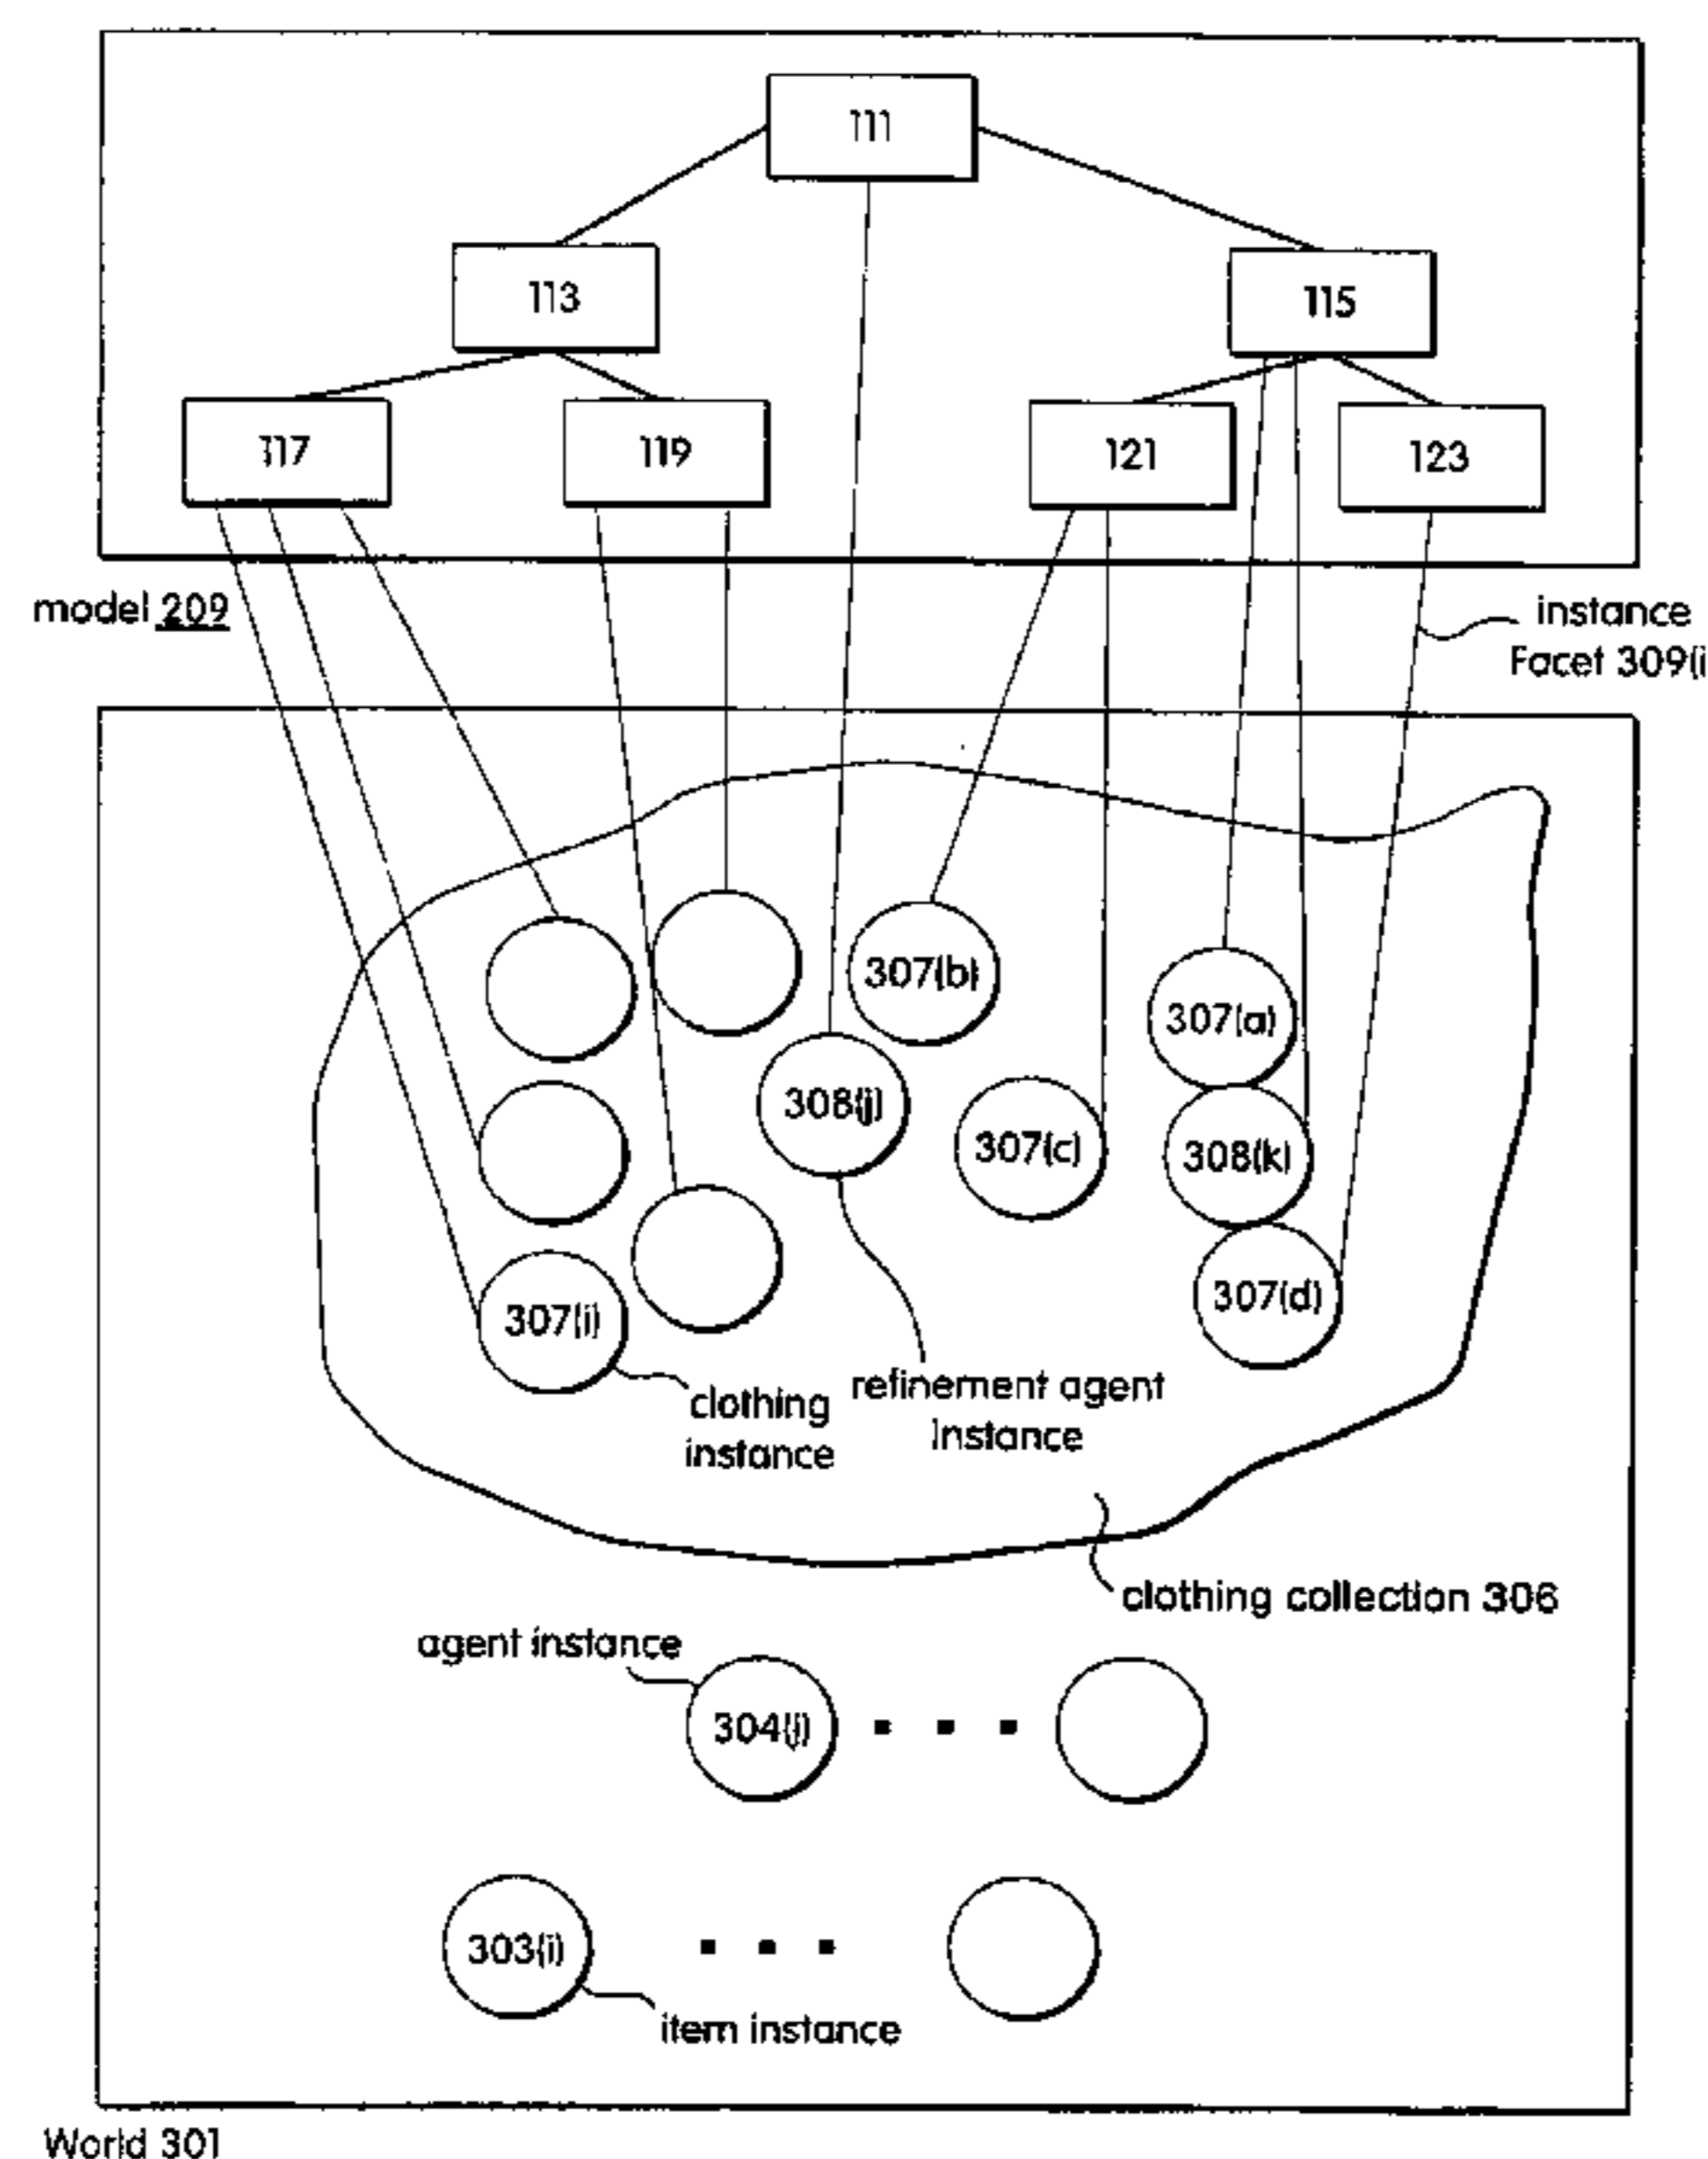 111
113
115
117
119
121
123
model 209
instance
Facet 309(i
307(b)
307(a)
308(j)
307(c)
308(k)
307(d)
307(i)
clothing
instance
refinement agent
instance
clothing collection 306
agent instance
304(j)
303(i)
item instance
World 301